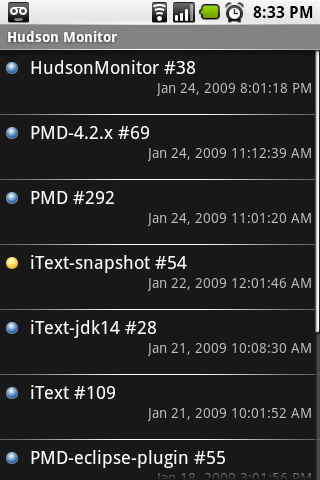 8:33 PM
Hudson Monitor
HudsonMonitor #38
Jan 24, 2009 8:01:18 PM
PMD-4.2.x #69
Jan 24, 2009 11:12:39 AM
PMD #292
Jan 24, 2009 11:01:20 AM
iText-snapshot #54
Jan 22, 2009 12:01:46 AM
iText-jdk14 #28
Jan 21, 2009 10:08:30 AM
iText #109
Jan 21, 2009 10:01:52 AM
PMD-eclipse-plugin #55
Jan 18, 2009 3:01:56 PM